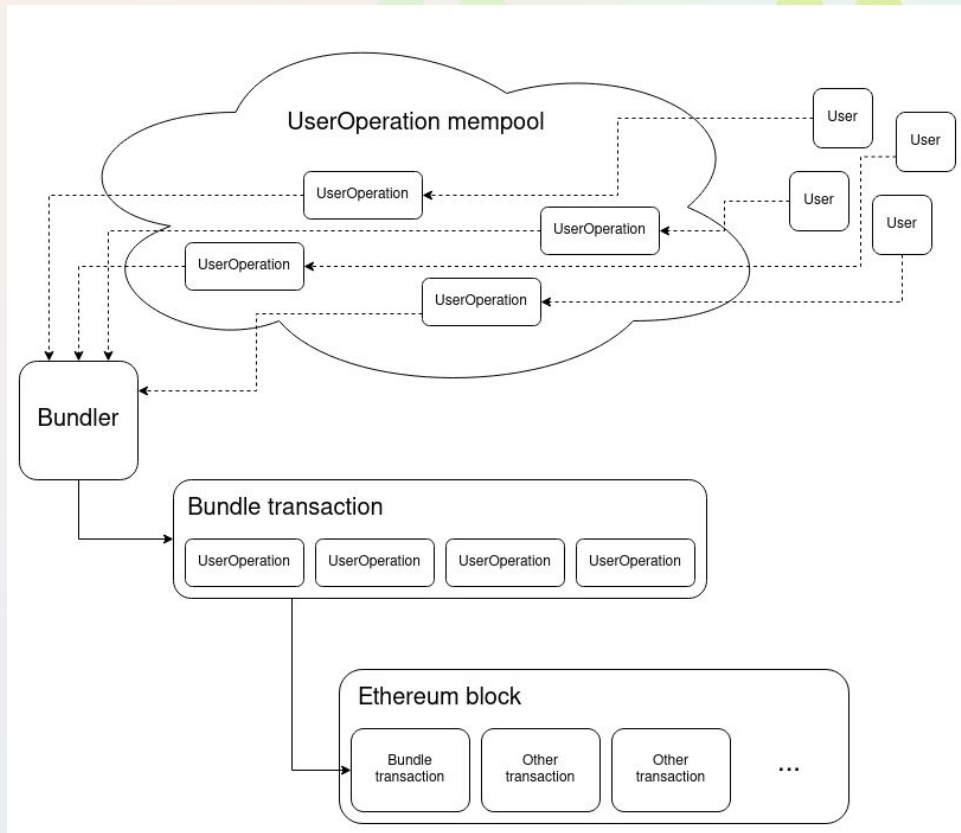 UserOperation mempool
User
User
UserOperation
User
User
UserOperation
UserOperation
UserOperation
Bundler
Bundle transaction
UserOperation
UserOperation
UserOperation
UserOperation
Ethereum block
Bundle
transaction
Other
transaction
Other
transaction
...